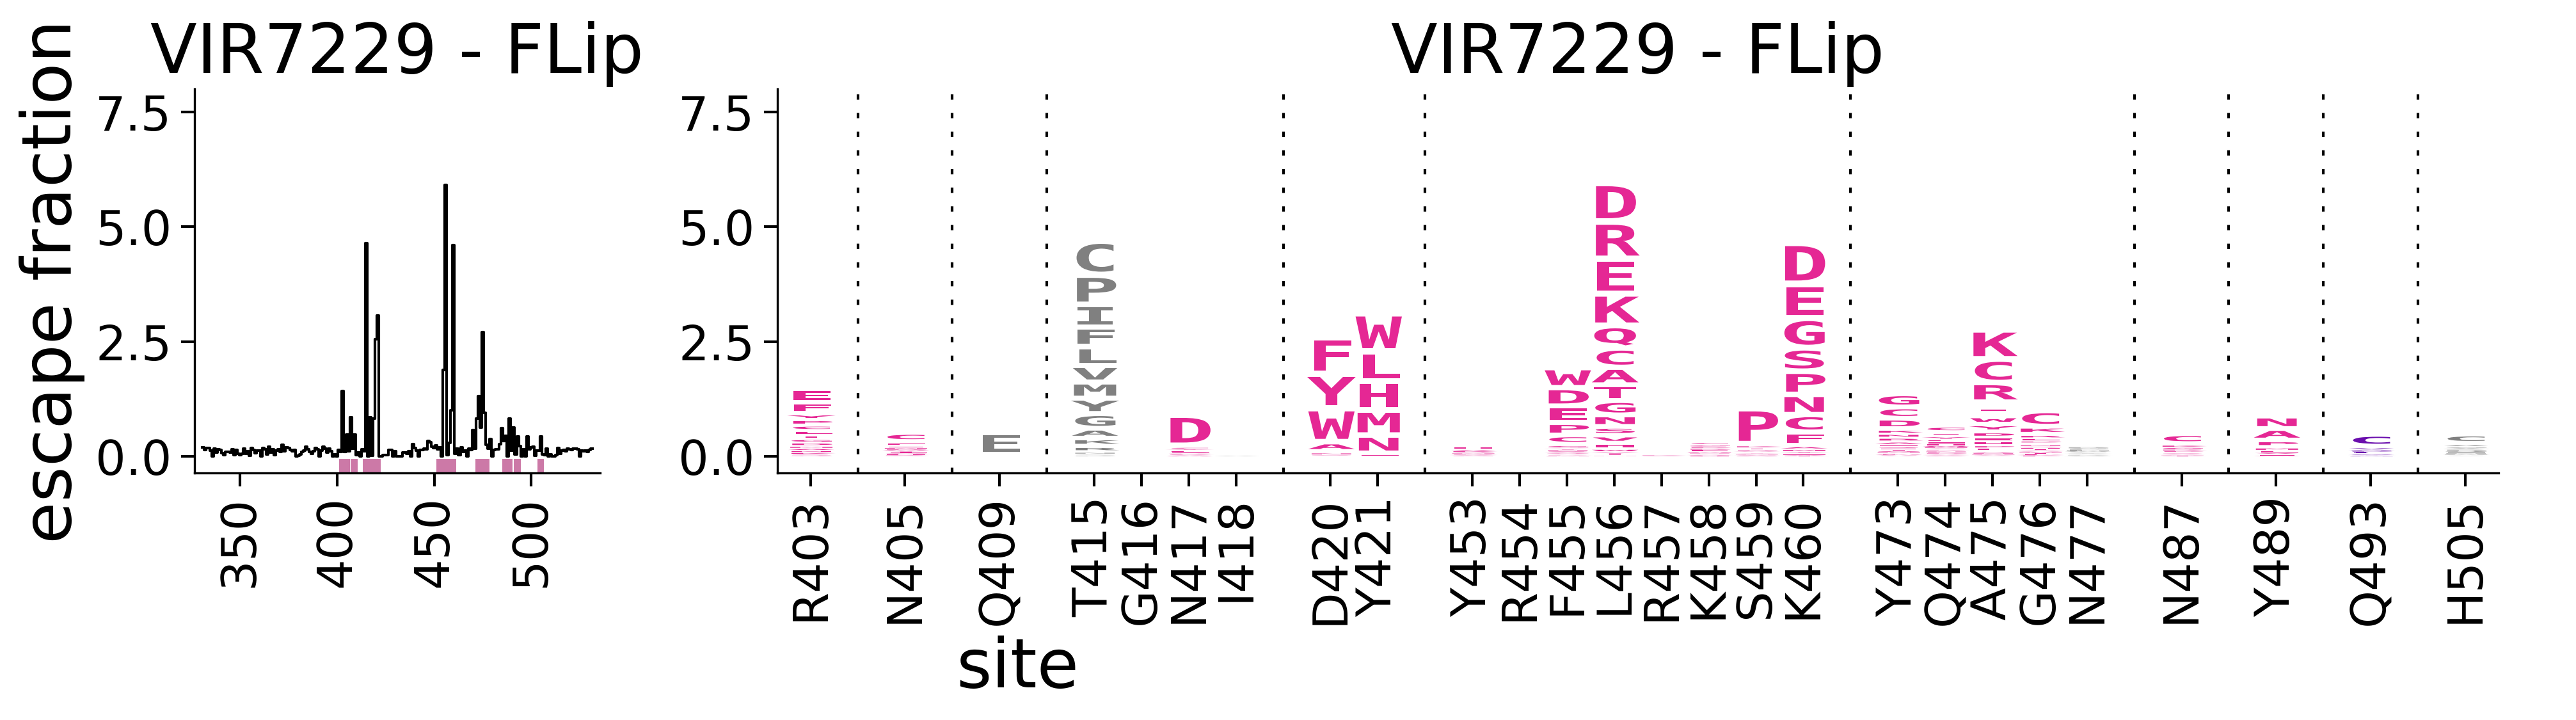 VIR7229 - FLip
VIR7229 - FLip
escape fraction
7.5
5.0
2.5
0.0
350
400
450
500
7.5
5.0
2.5
0.0
E
F
C
E
C
P
I
F
L
V
M
Y
G
A
K
D
F
Y
W
A
W
L
H
M
N
W
D
E
P
C
D
R
E
K
Q
C
A
T
G
N
P
D
E
G
S
P
N
C
F
G
C
D
K
C
R
C
K
C
N
A
C
C
R403
N405
Q409
T415
G416
N417
I418
D420
Y421
Y453
R454
F455
L456
R457
K458
S459
K460
Y473
Q474
A475
G476
N477
N487
Y489
Q493
H505
site